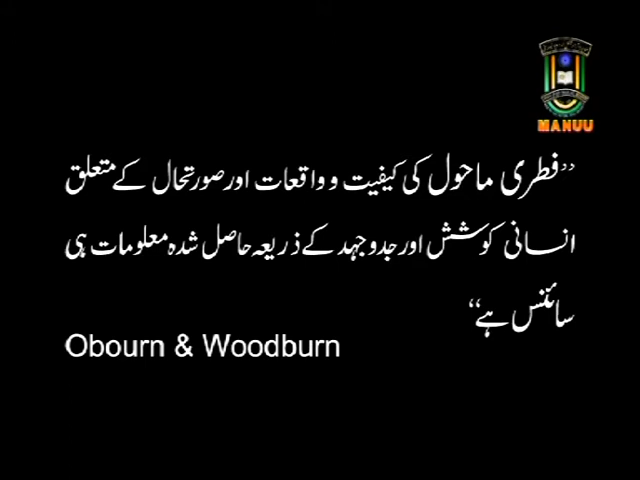 MANUU
”فطری ماحول کی کیفیت و واقعات اور صورتحال کے متعلق
انسانی کوشش اور جدوجہد کے ذریعہ حاصل شدہ معلومات ہی
سائنس ہے“
Obourn & Woodburn